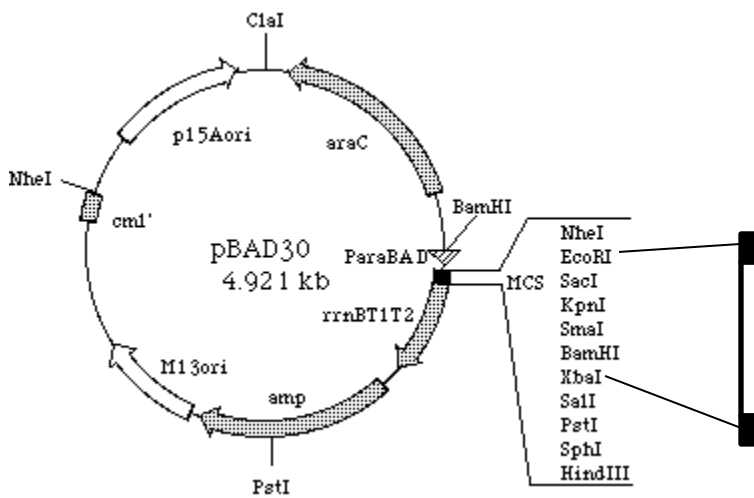 ClaI
p15Aori
araC
NheI
cml'
BamHI
pBAD30
4.921 kb
ParaBAD
MCS
rrnBT1T2
M13ori
amp
PstI
NheI
EcoRI
SacI
KpnI
SmaI
BamHI
XbaI
SalI
PstI
SphI
HindIII